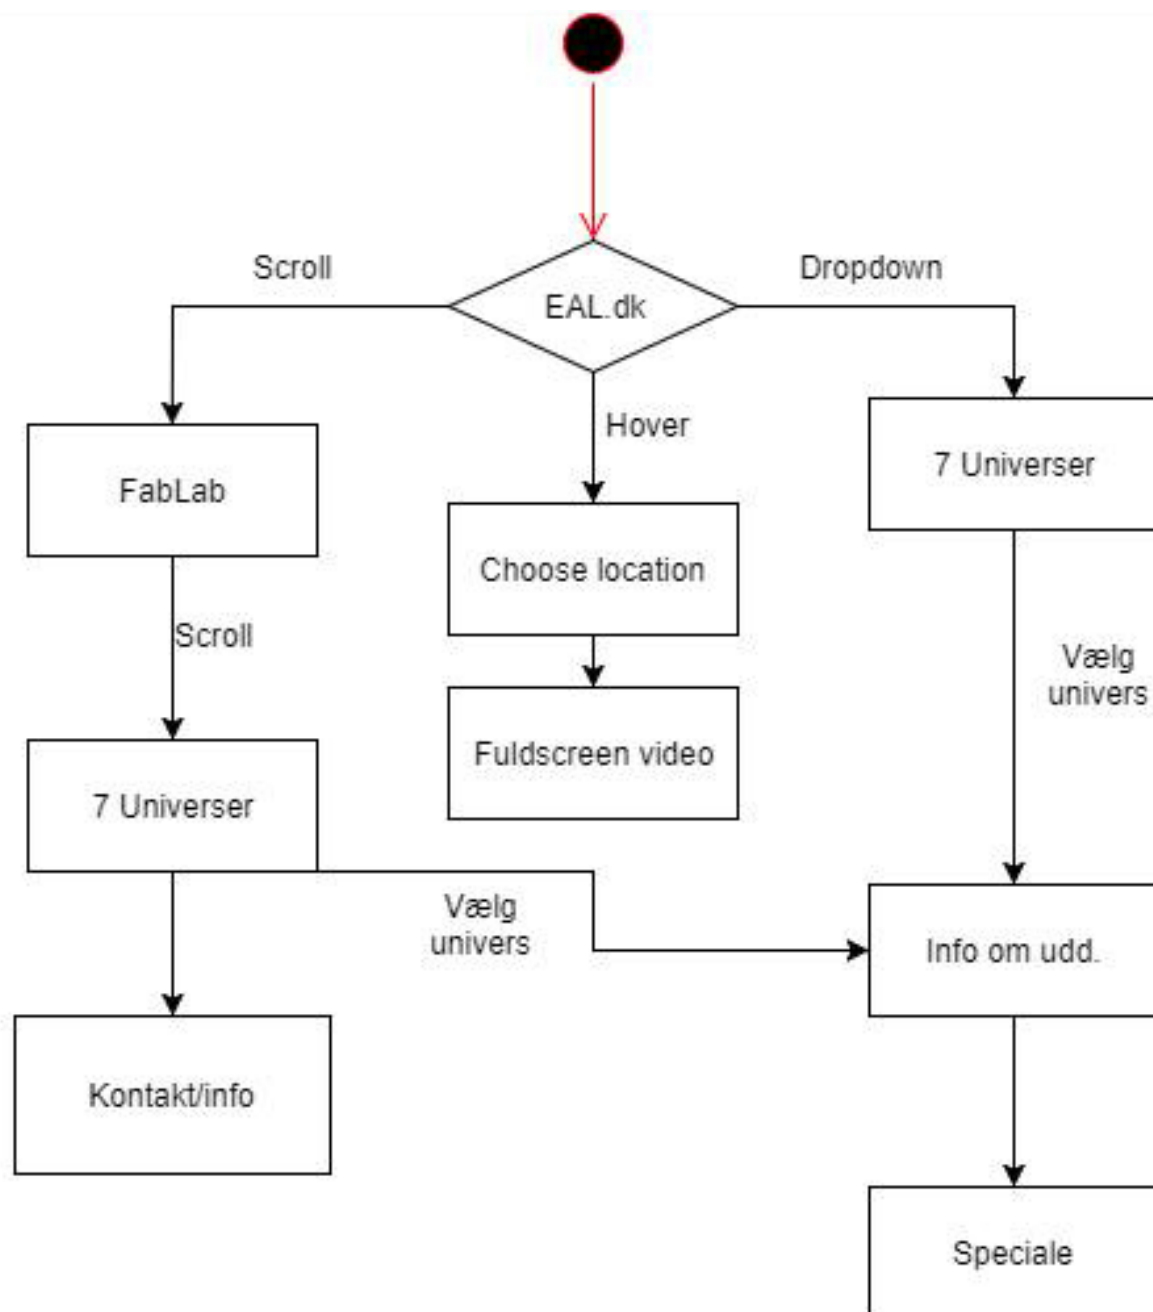 Scroll
Dropdown
EAL.dk
Hover
7 Universer
FabLab
Choose location
Scroll
Vælg
univers
Fuldscreen video
7 Universer
Vælg
univers
Info om udd.
Kontakt/info
Speciale